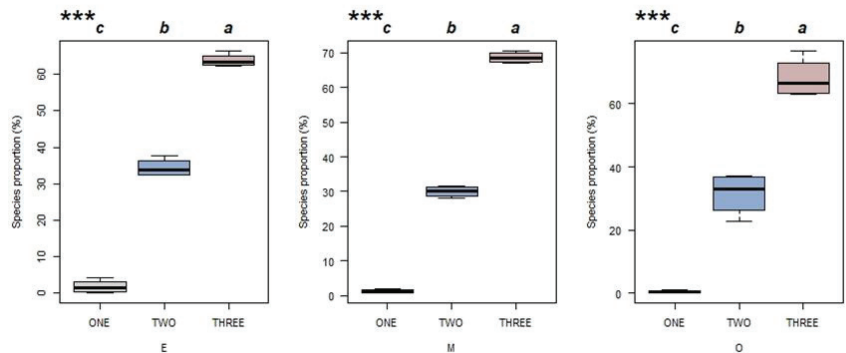 *** c b a
Species proportion (%)
60
50
40
30
20
10
0
ONE TWO THREE
E
*** c b a
Species proportion (%)
70
60
50
40
30
20
10
0
ONE TWO THREE
M
*** c b a
Species proportion (%)
60
40
20
0
ONE TWO THREE
O